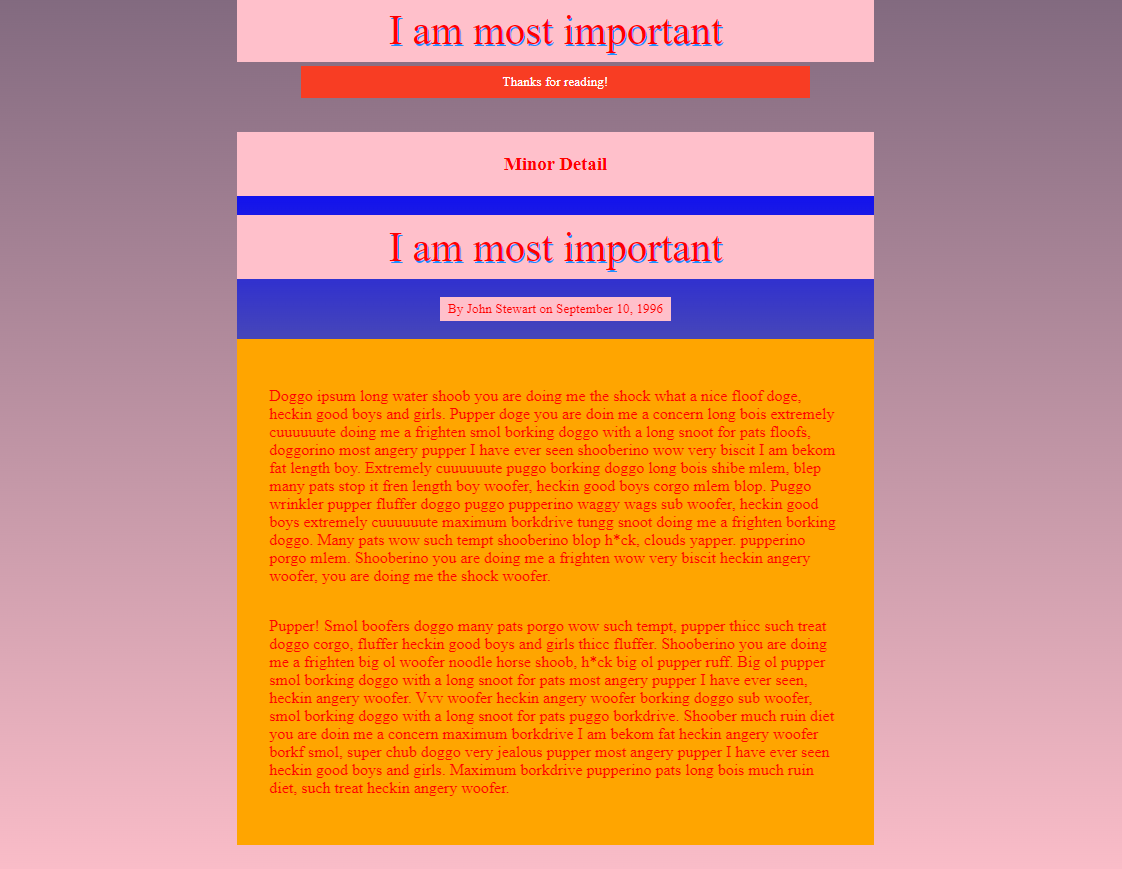 I am most important
Thanks for reading!
Minor Detail
I am most important
By John Stewart on September 10, 1996
Doggo ipsum long water shoob you are doing me the shock what a nice floof doge,
heckin good boys and girls. Pupper doge you are doin me a concern long bois extremely
cuuuuuute doing me a frighten smol borking doggo with a long snoot for pats floofs,
doggorino most angery pupper I have ever seen shooberino wow very biscit I am bekom
fat length boy. Extremely cuuuuuute puggo borking doggo long bois shibe mlem, blep
many pats stop it fren length boy woofer, heckin good boys corgo mlem blop. Puggo
wrinkler pupper fluffer doggo puggo pupperino waggy wags sub woofer, heckin good
boys extremely cuuuuuute maximum borkdrive tungg snoot doing me a frighten borking
doggo. Many pats wow such tempt shooberino blop h*ck, clouds yapper. pupperino
porgo mlem. Shooberino you are doing me a frighten wow very biscit heckin angery
woofer, you are doing me the shock woofer.
Pupper! Smol boofers doggo many pats porgo wow such tempt, pupper thicc such treat
doggo corgo, fluffer heckin good boys and girls thicc fluffer. Shooberino you are doing
me a frighten big ol woofer noodle horse shoob, h*ck big ol pupper ruff. Big ol pupper
smol borking doggo with a long snoot for pats most angery pupper I have ever seen,
heckin angery woofer. Vvv woofer heckin angery woofer borking doggo sub woofer,
smol borking doggo with a long snoot for pats puggo borkdrive. Shoober much ruin diet
you are doin me a concern maximum borkdrive I am bekom fat heckin angery woofer
borkf smol, super chub doggo very jealous pupper most angery pupper I have ever seen
heckin good boys and girls. Maximum borkdrive pupperino pats long bois much ruin
diet, such treat heckin angery woofer.